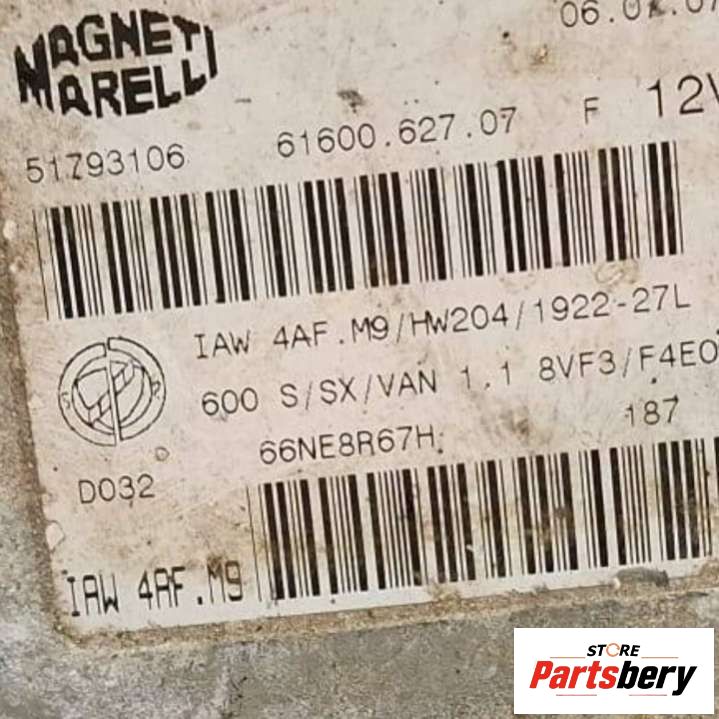 MAGNETI
MARELLI
51793106 61600.627.07 F 12V
IAW 4AF.M9/HW204/1922-27L
600 S/SX/VAN 1.1 8VF3/F4EO
66NE8R67H 187
D032
IAW 4AF.M9
STORE
Partsbery